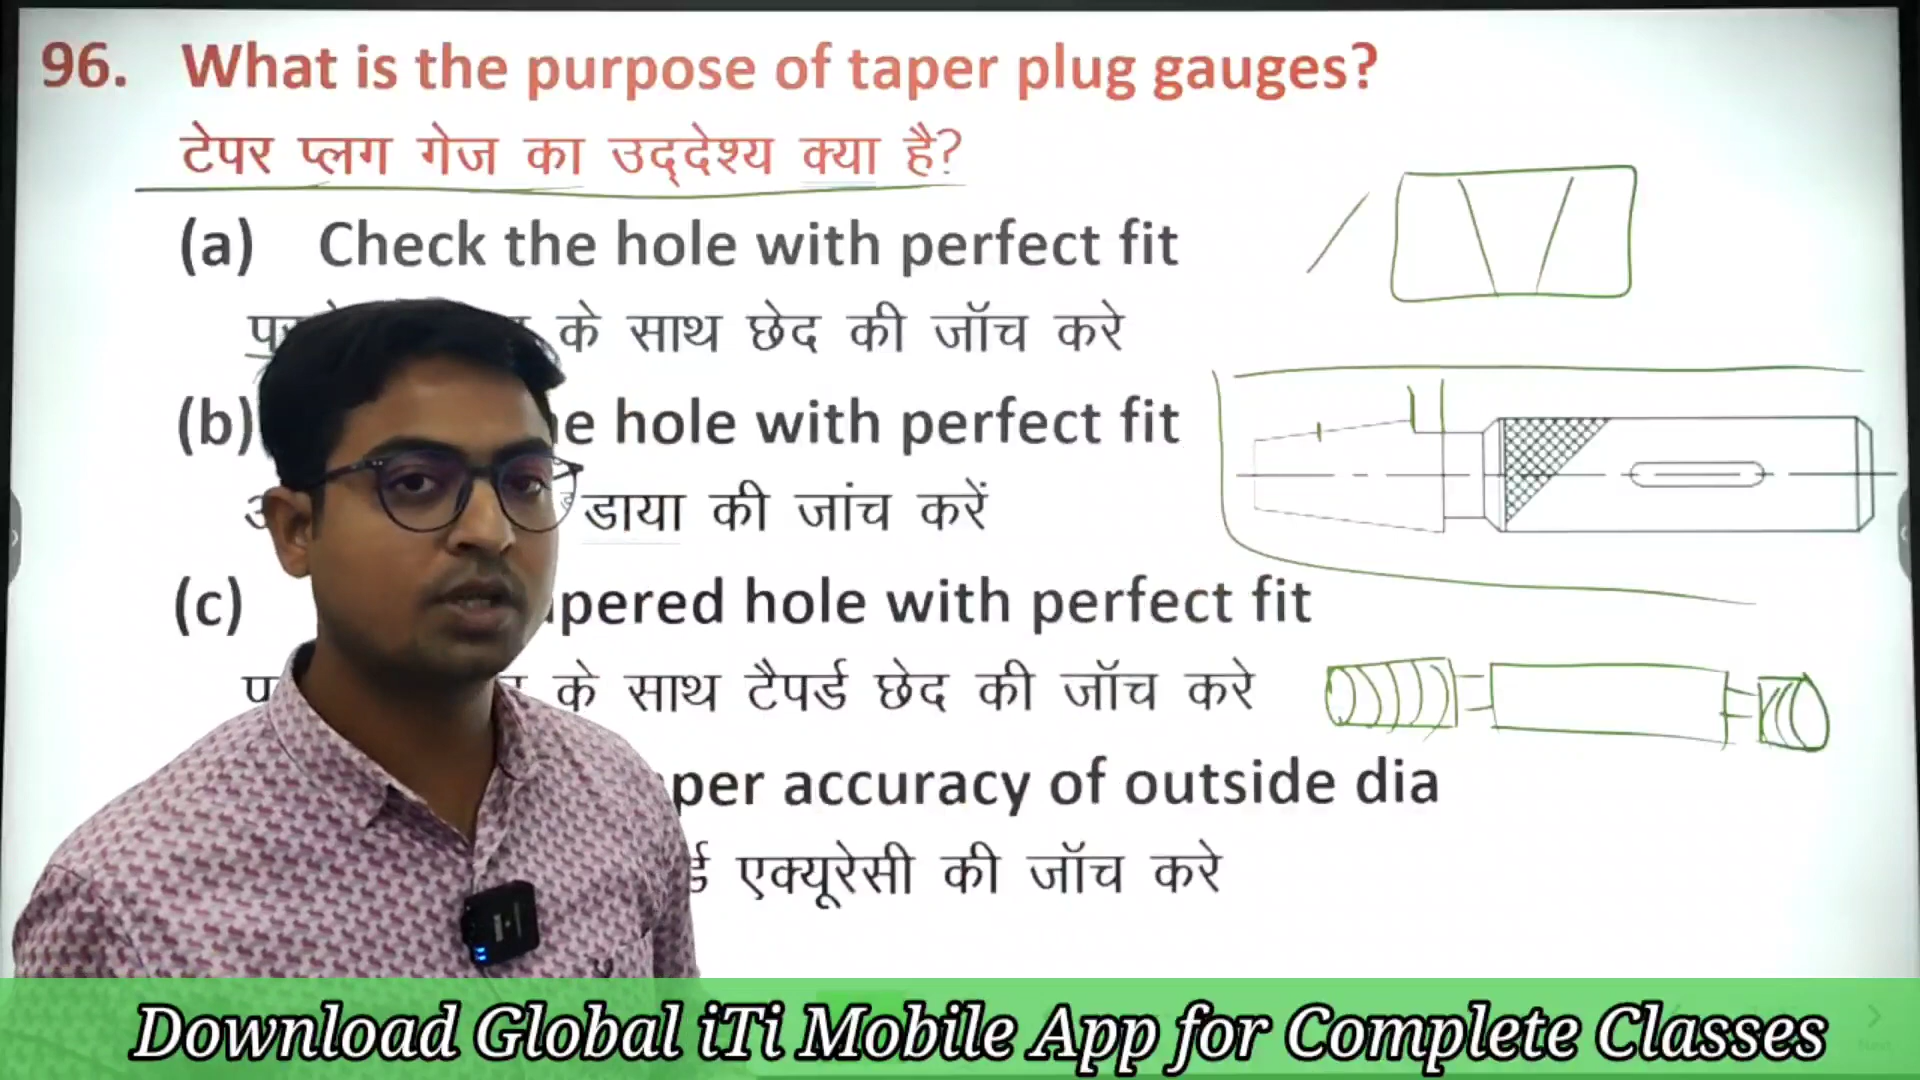 96. What is the purpose of taper plug gauges?
टेपर प्लग गेज का उद्देश्य क्या है?
(a) Check the hole with perfect fit
के साथ छेद की जॉच करे
(b) hole with perfect fit
डाया की जांच करें
(c) hole with perfect fit
के साथ टैपर्ड छेद की जॉच करे
accuracy of outside dia
एक्यूरेसी की जॉच करे
Download Global iTi Mobile App for Complete Classes